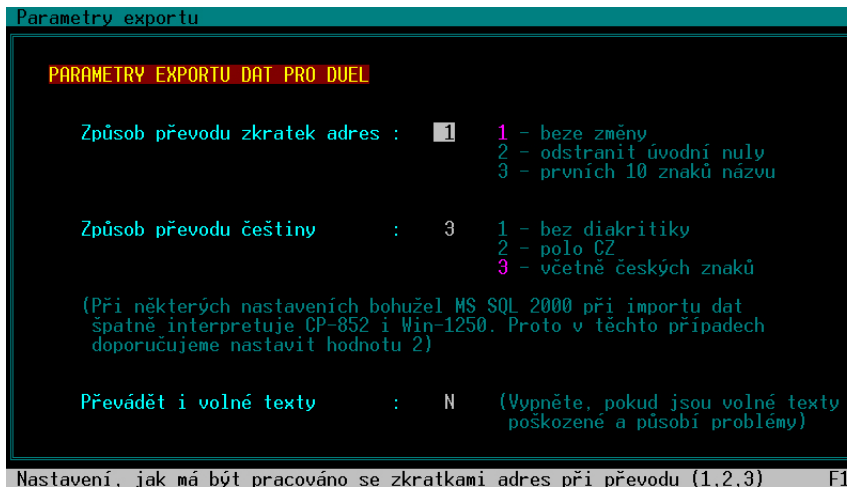 Parametry exportu
PARAMETRY EXPORTU DAT PRO DUEL
Způsob převodu zkratek adres : 1 1 - beze změny
2 - odstranit úvodní nuly
3 - prvních 10 znaků názvu
Způsob převodu češtiny : 3 1 - bez diakritiky
2 - polo CZ
3 - včetně českých znaků
(Při některých nastaveních bohužel MS SQL 2000 při importu dat
špatně interpretuje CP-852 i Win-1250. Proto v těchto případech
doporučujeme nastavit hodnotu 2)
Převádět i volné texty : N (Vypněte, pokud jsou volné texty
poškozené a působí problémy)
Nastavení, jak má být pracováno se zkratkami adres při převodu (1,2,3) F1